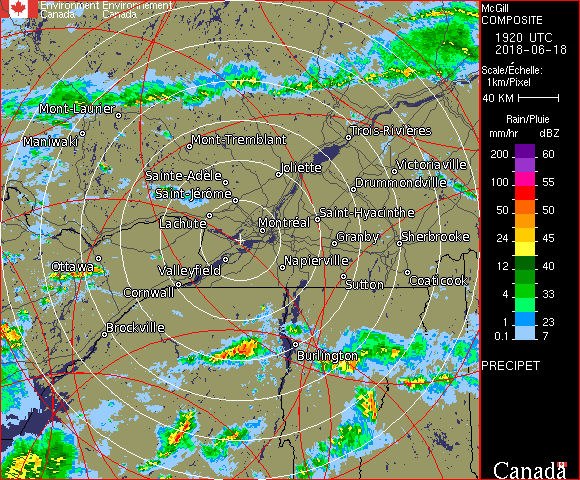 Environment Environnement
Canada Canada
McGill
COMPOSITE
1920 UTC
2018-06-18
Scale/Échelle:
1km/Pixel
40 KM
Rain/Pluie
mm/hr dBZ
200 60
100 55
50 50
24 45
12 40
4 33
1 23
0.1 7
PRECIPET
Canada
Mont-Laurier
Maniwaki
Mont-Tremblant
Trois-Rivières
Sainte-Adèle
Joliette
Victoriaville
Saint-Jérôme
Drummondville
Lachute
Montréal
Saint-Hyacinthe
Granby
Sherbrooke
Ottawa
Valleyfield
Napierville
Cornwall
Sutton
Coaticook
Brockville
Burlington